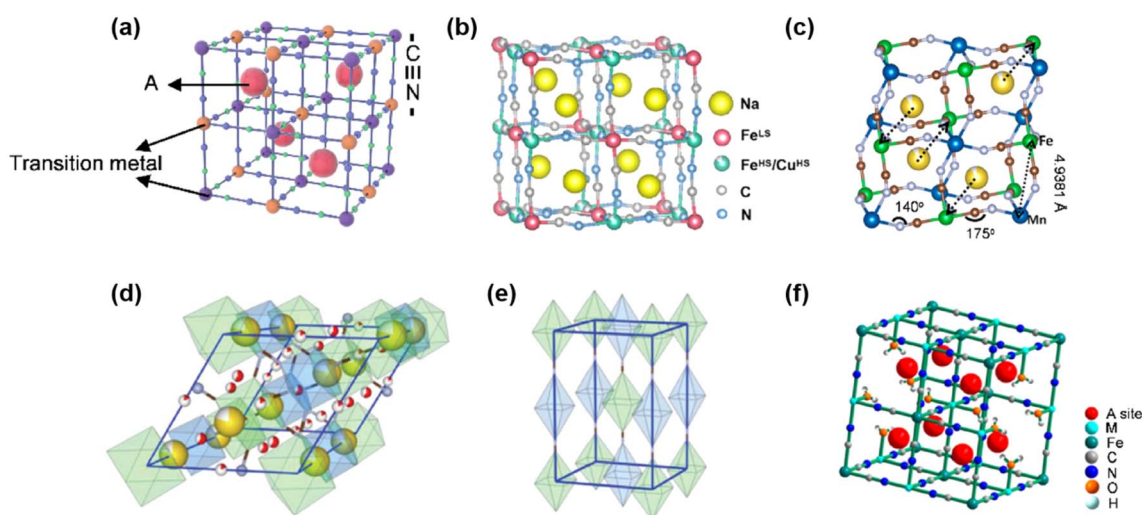 (a)
A
Transition metal
C
N
(b)
Na
Fe^LS
Fe^HS/Cu^HS
C
N
(c)
Fe
4.9381 Å
Mn
140°
175°
(d)
(e)
(f)
A site
M
Fe
C
N
O
H